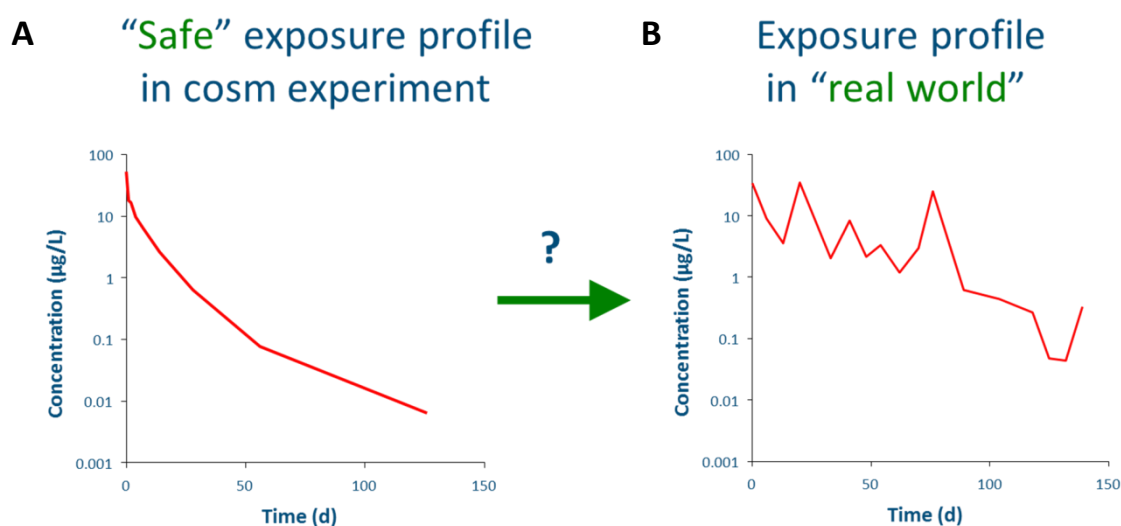 A
“Safe” exposure profile
in cosm experiment
Concentration (µg/L)
100
10
1
0.1
0.01
0.001
0
50
100
150
Time (d)
?
B
Exposure profile
in “real world”
Concentration (µg/L)
100
10
1
0.1
0.01
0.001
0
50
100
150
Time (d)